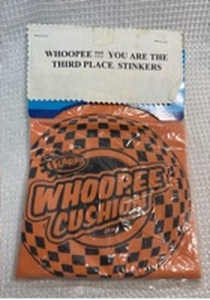 WHOOPEE !!! YOU ARE THE
THIRD PLACE STINKERS
WHOOPEE
CUSHION